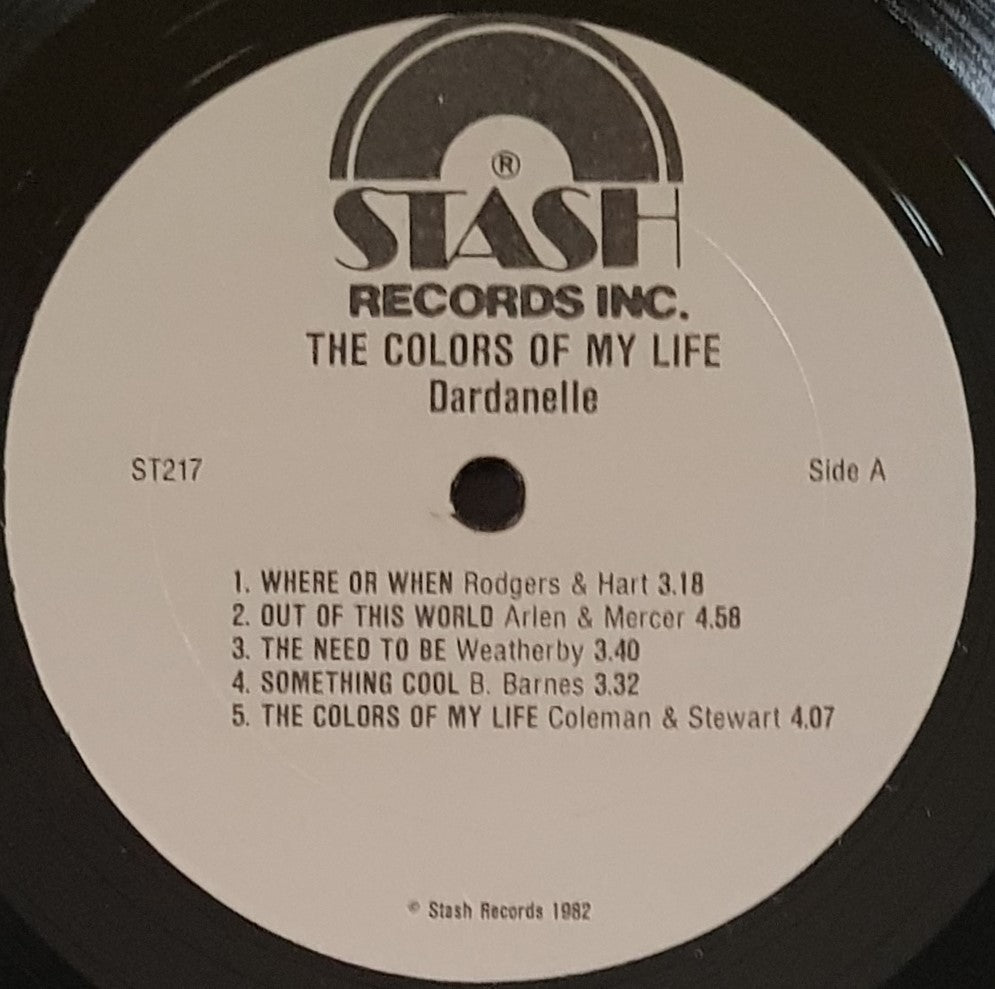 ®
STASH
RECORDS INC.
THE COLORS OF MY LIFE
Dardanelle
ST217
Side A
1. WHERE OR WHEN Rodgers & Hart 3.18
2. OUT OF THIS WORLD Arlen & Mercer 4.58
3. THE NEED TO BE Weatherby 3.40
4. SOMETHING COOL B. Barnes 3.32
5. THE COLORS OF MY LIFE Coleman & Stewart 4.07
© Stash Records 1982